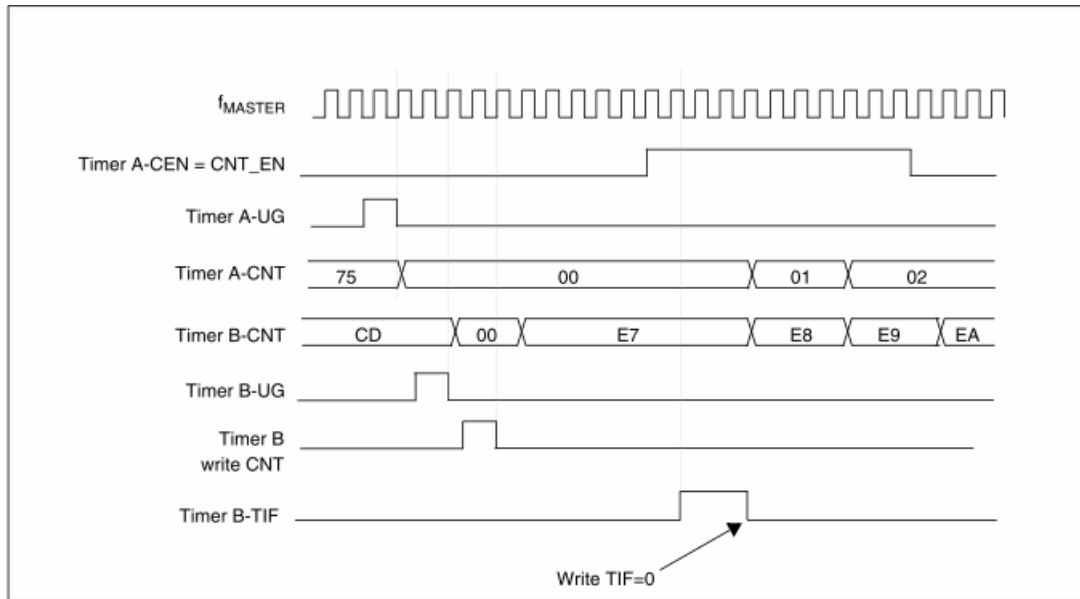 fMASTER
Timer A-CEN = CNT_EN
Timer A-UG
Timer A-CNT 75 00 01 02
Timer B-CNT CD 00 E7 E8 E9 EA
Timer B-UG
Timer B
write CNT
Timer B-TIF
Write TIF=0